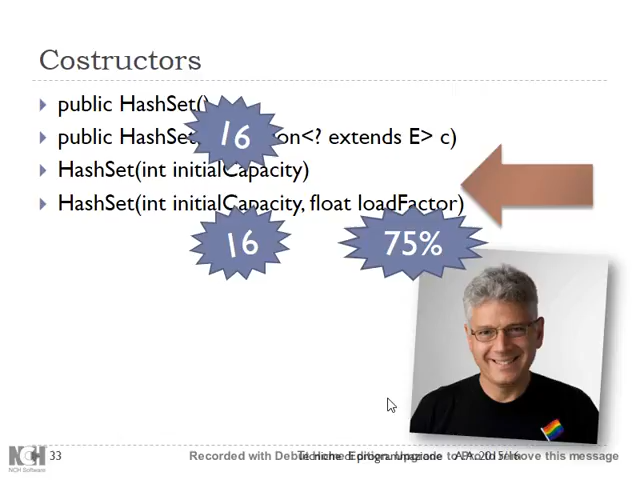 Costructors
public HashSet()
16
public HashSet( on<? extends E> c)
HashSet(int initialCapacity)
HashSet(int initialCapacity, float loadFactor)
16 75%
NCH
NCH Software
33
Recorded with Debut